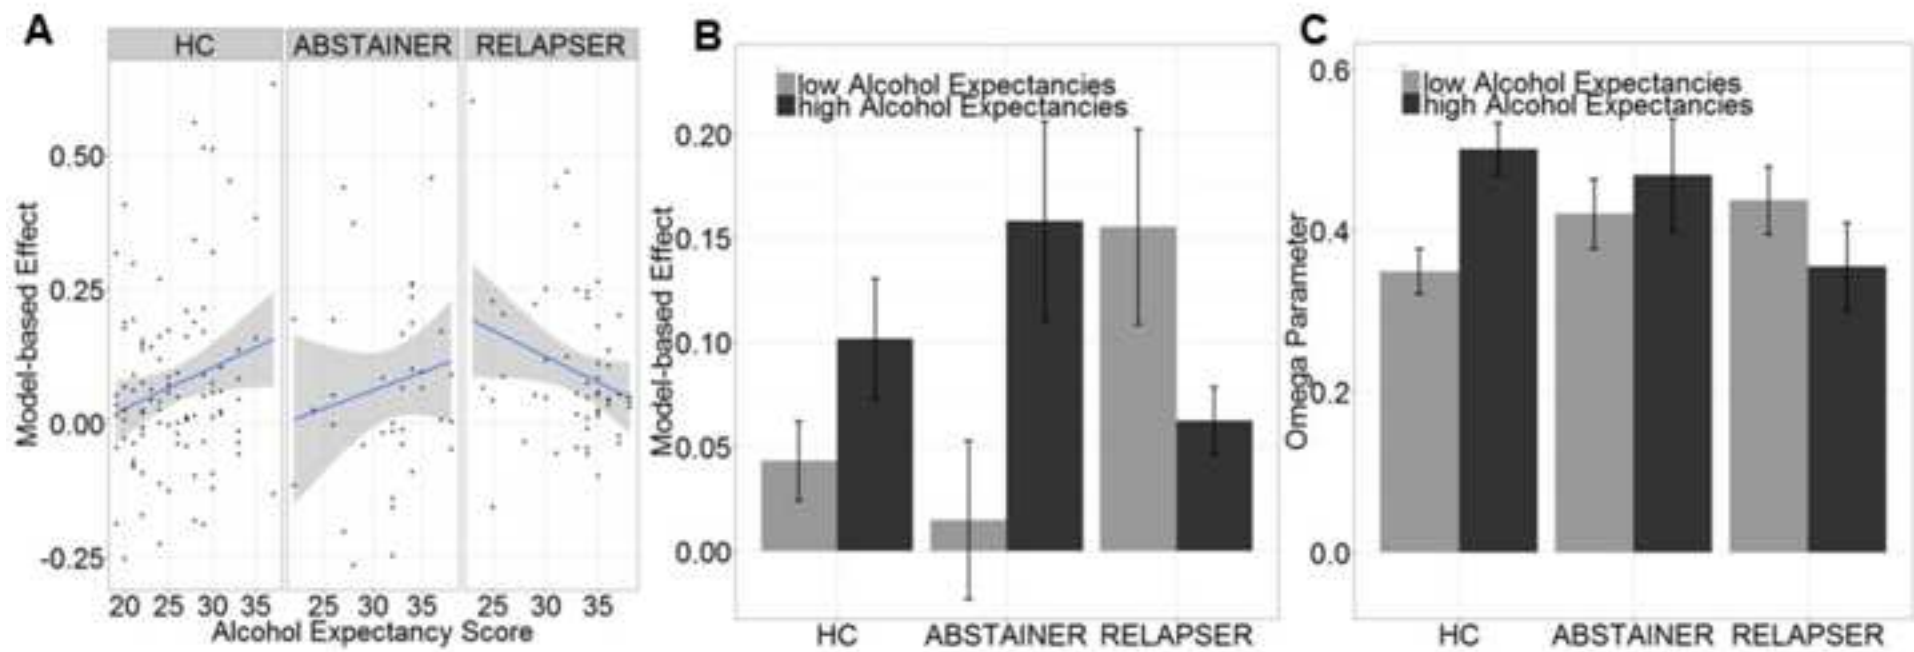 A
HC ABSTAINER RELAPSER
0.50
0.25
0.00
-0.25
Model-based Effect
20 25 30 35 25 30 35 25 30 35
Alcohol Expectancy Score
B
low Alcohol Expectancies
high Alcohol Expectancies
0.20
0.15
0.10
0.05
0.00
Model-based Effect
HC ABSTAINER RELAPSER
C
low Alcohol Expectancies
high Alcohol Expectancies
0.6
0.4
0.2
0.0
Omega Parameter
HC ABSTAINER RELAPSER